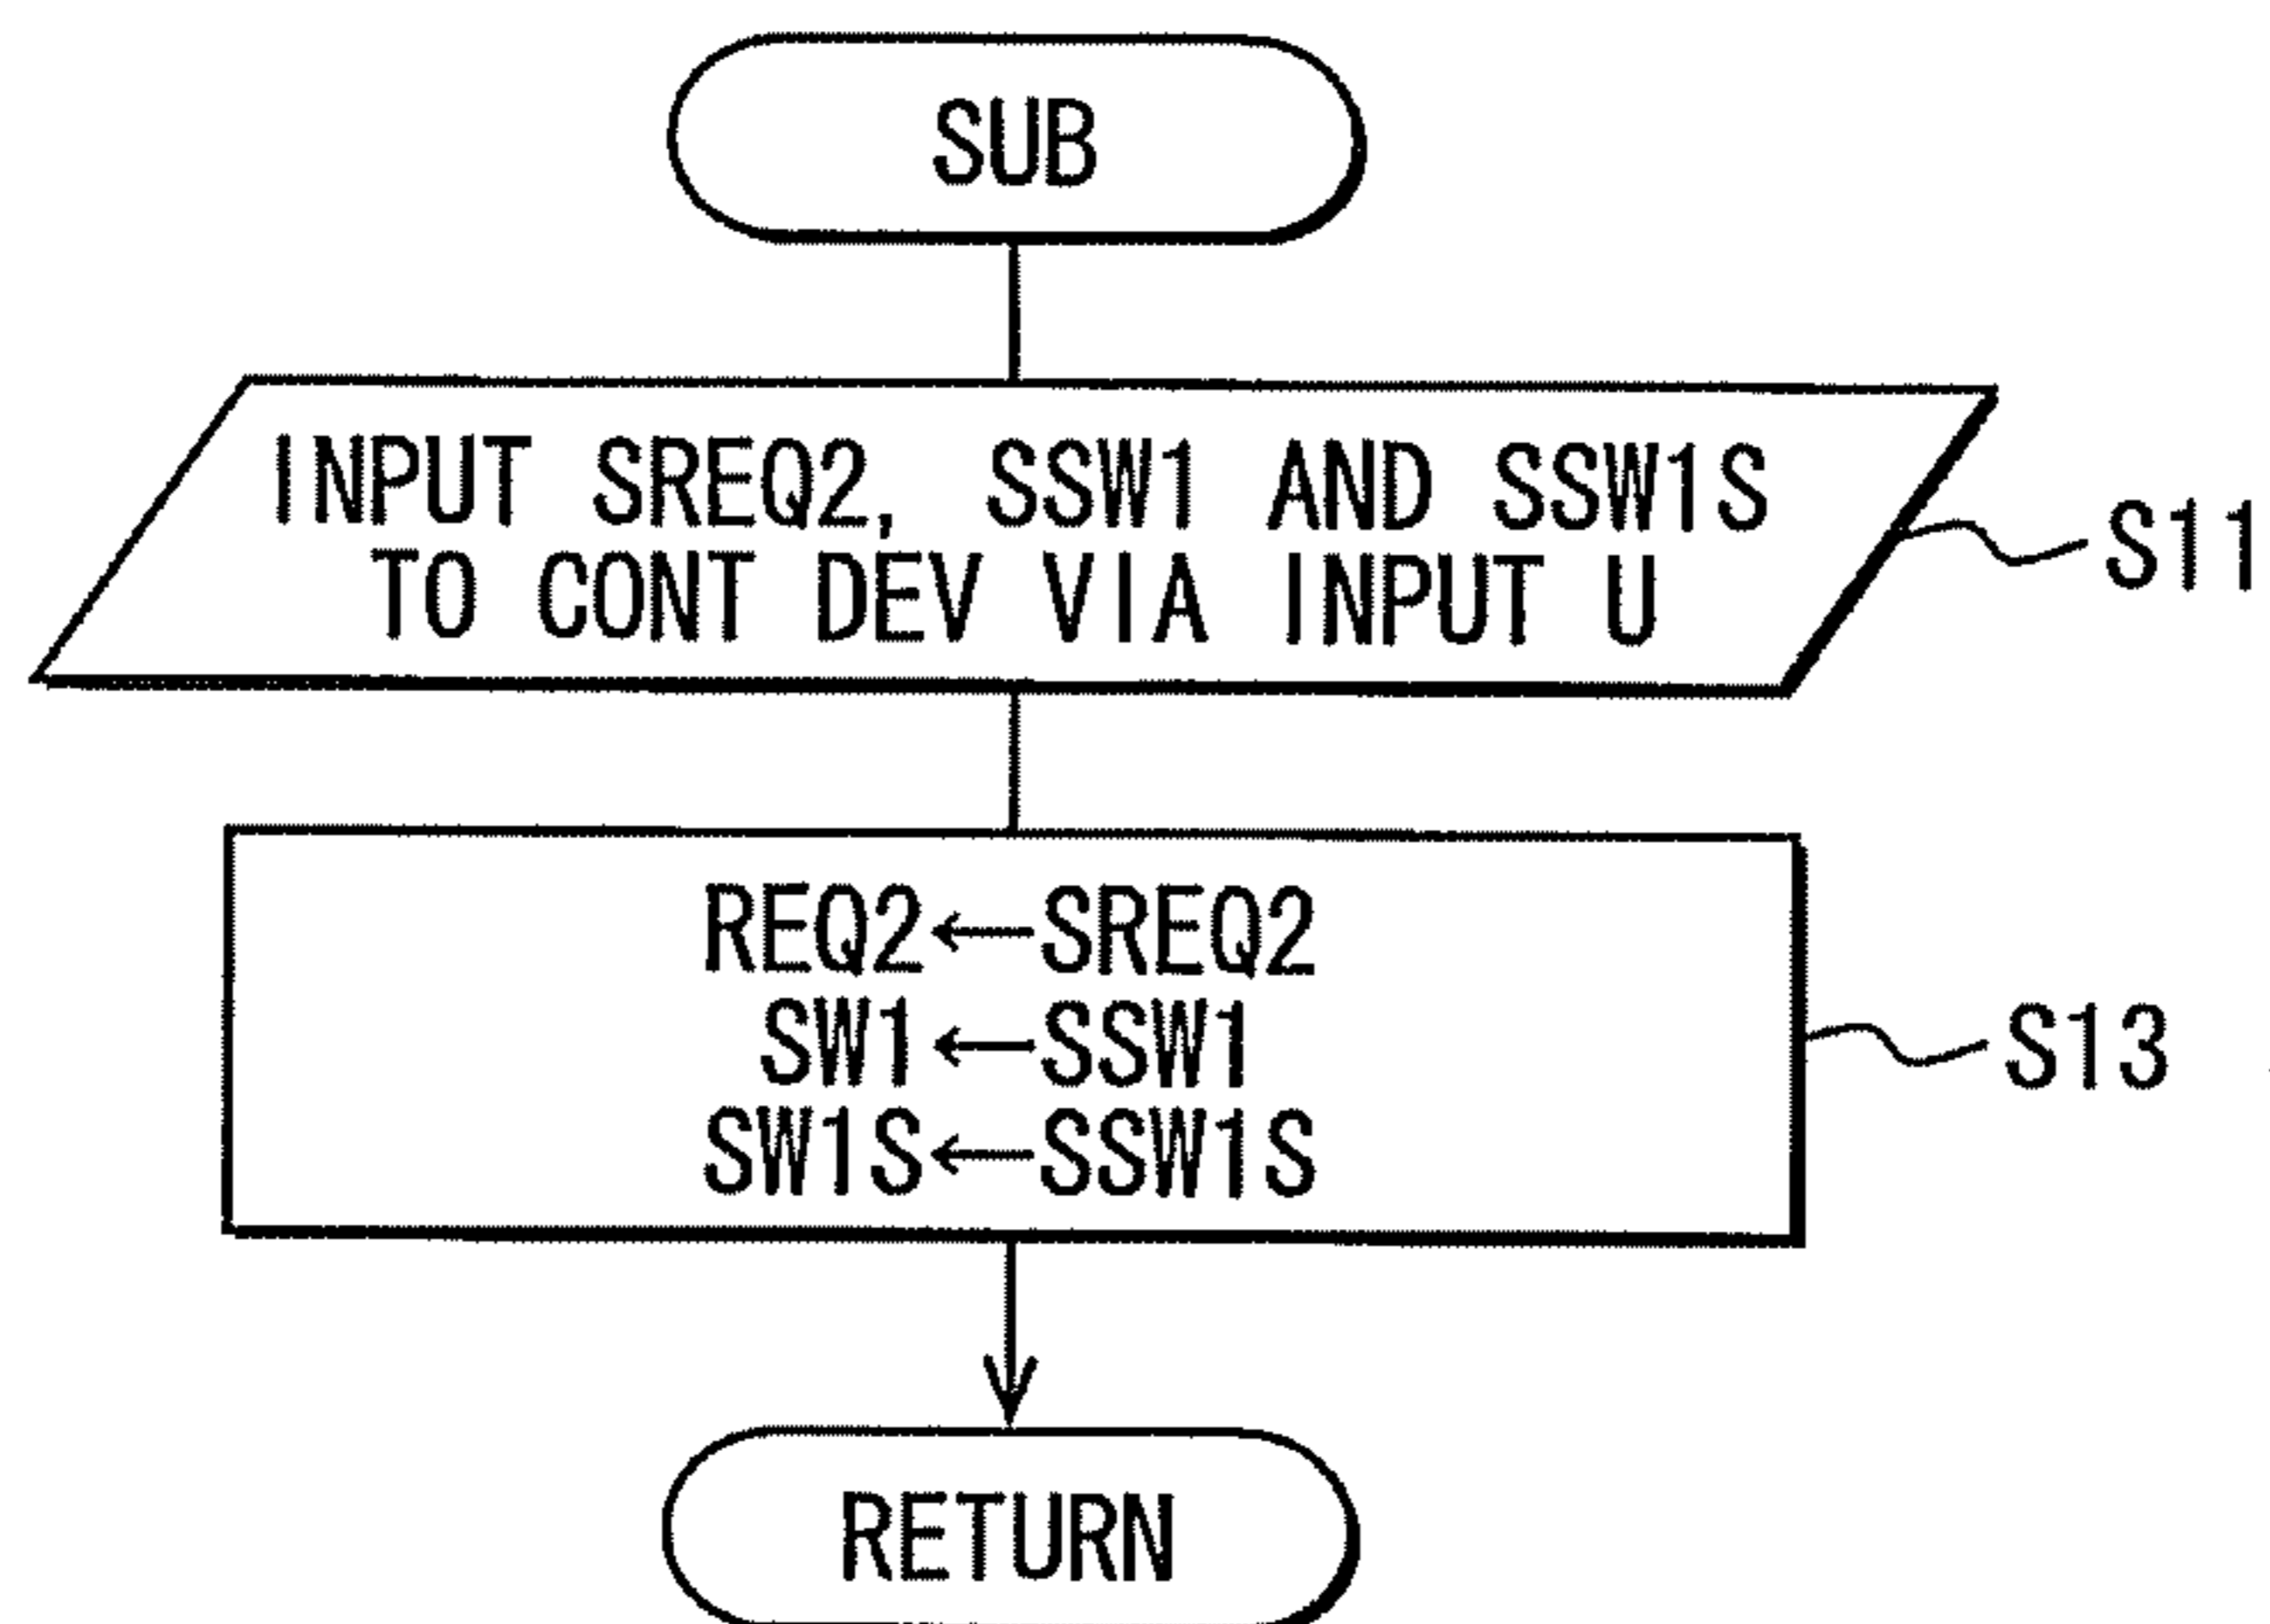 SUB
INPUT SREQ2, SSW1 AND SSW1S
TO CONT DEV VIA INPUT U
S11
REQ2←SREQ2
SW1←SSW1
SW1S←SSW1S
S13
RETURN